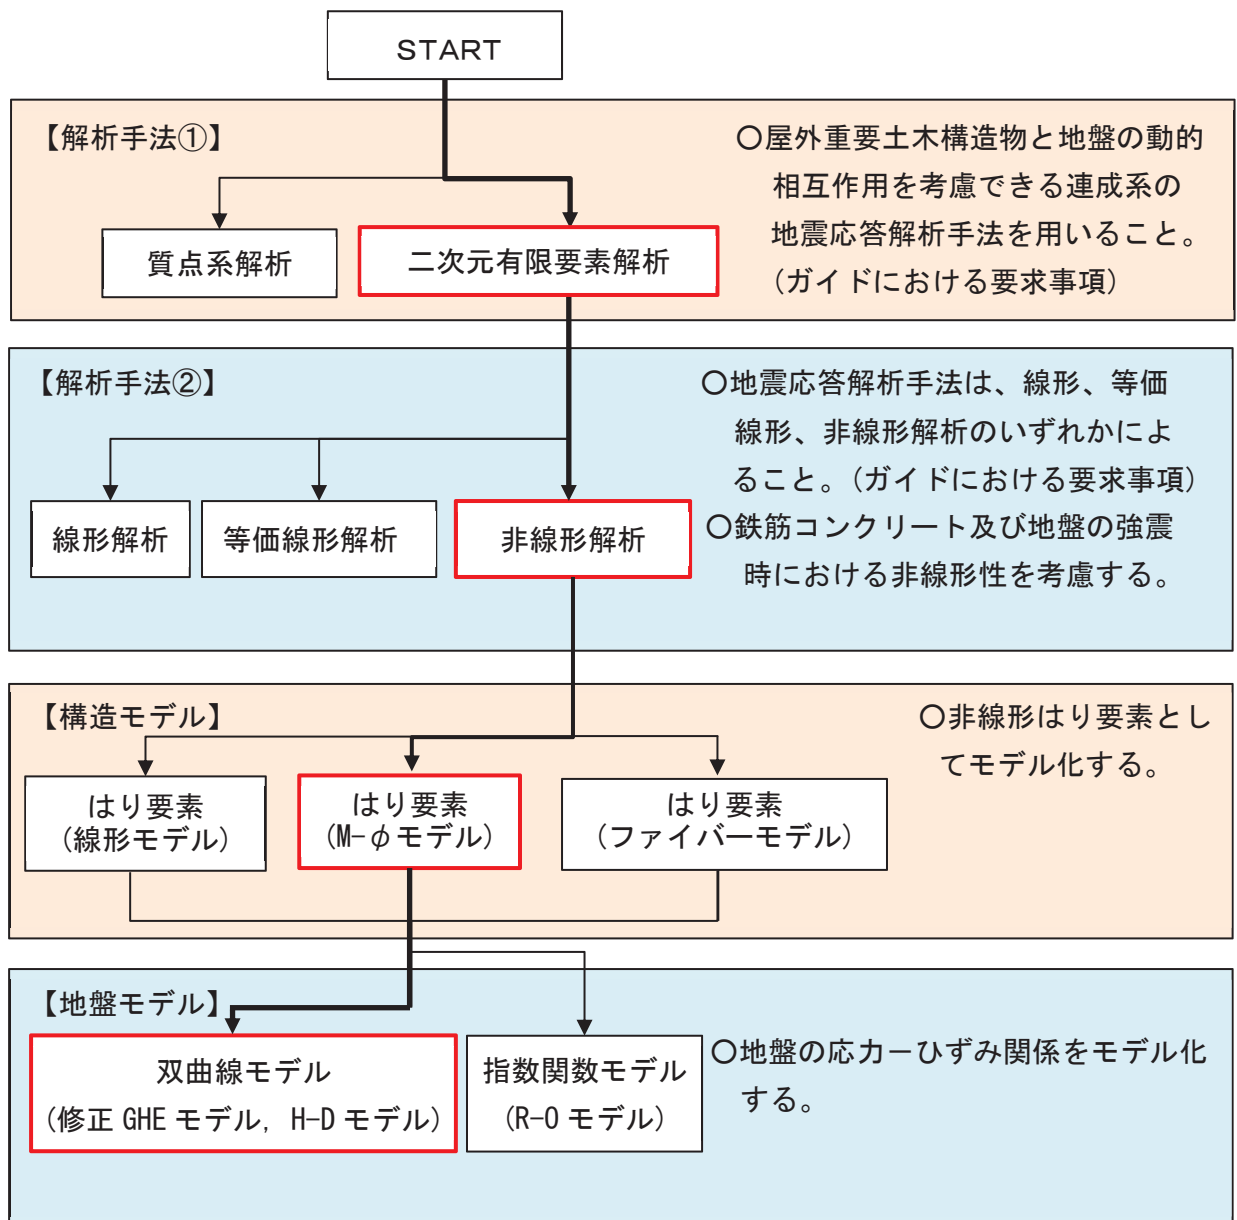 START
【解析手法①】
○屋外重要土木構造物と地盤の動的
相互作用を考慮できる連成系の
地震応答解析手法を用いること。
(ガイドにおける要求事項)
質点系解析
二次元有限要素解析
【解析手法②】
○地震応答解析手法は、線形、等価
線形、非線形解析のいずれかによ
ること。(ガイドにおける要求事項)
○鉄筋コンクリート及び地盤の強震
時における非線形性を考慮する。
線形解析
等価線形解析
非線形解析
【構造モデル】
○非線形はり要素とし
てモデル化する。
はり要素
(線形モデル)
はり要素
(M-φモデル)
はり要素
(ファイバーモデル)
【地盤モデル】
○地盤の応力－ひずみ関係をモデル化
する。
双曲線モデル
(修正 GHE モデル, H-D モデル)
指数関数モデル
(R-O モデル)